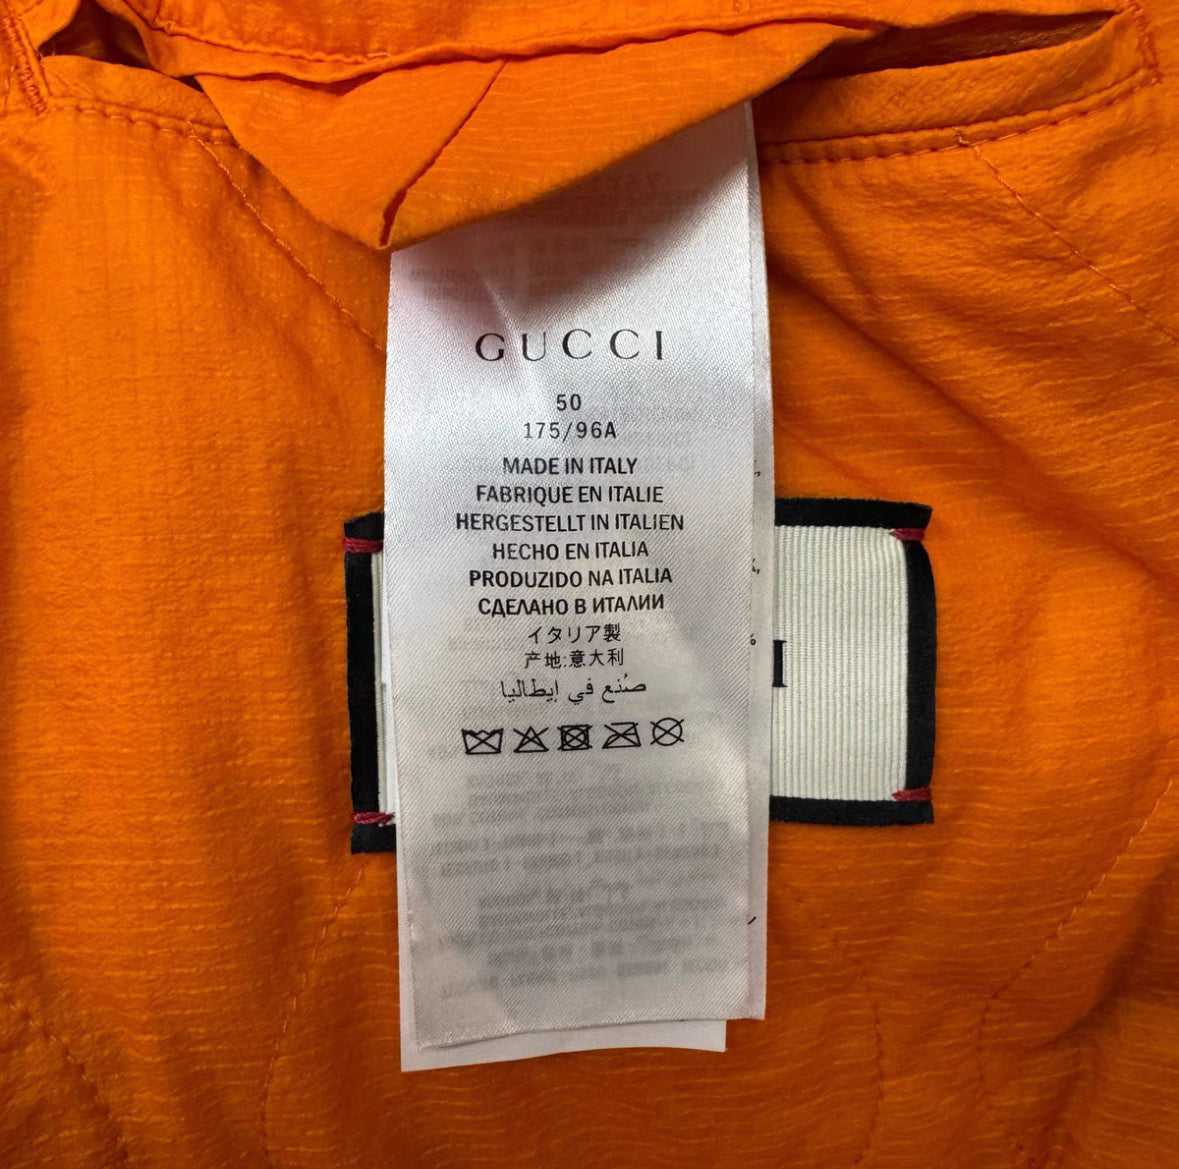 GUCCI
50
175/96A
MADE IN ITALY
FABRIQUE EN ITALIE
HERGESTELLT IN ITALIEN
HECHO EN ITALIA
PRODUZIDO NA ITALIA
СДЕЛАНО В ИТАЛИИ
イタリア製
产地:意大利
صُنع في إيطاليا